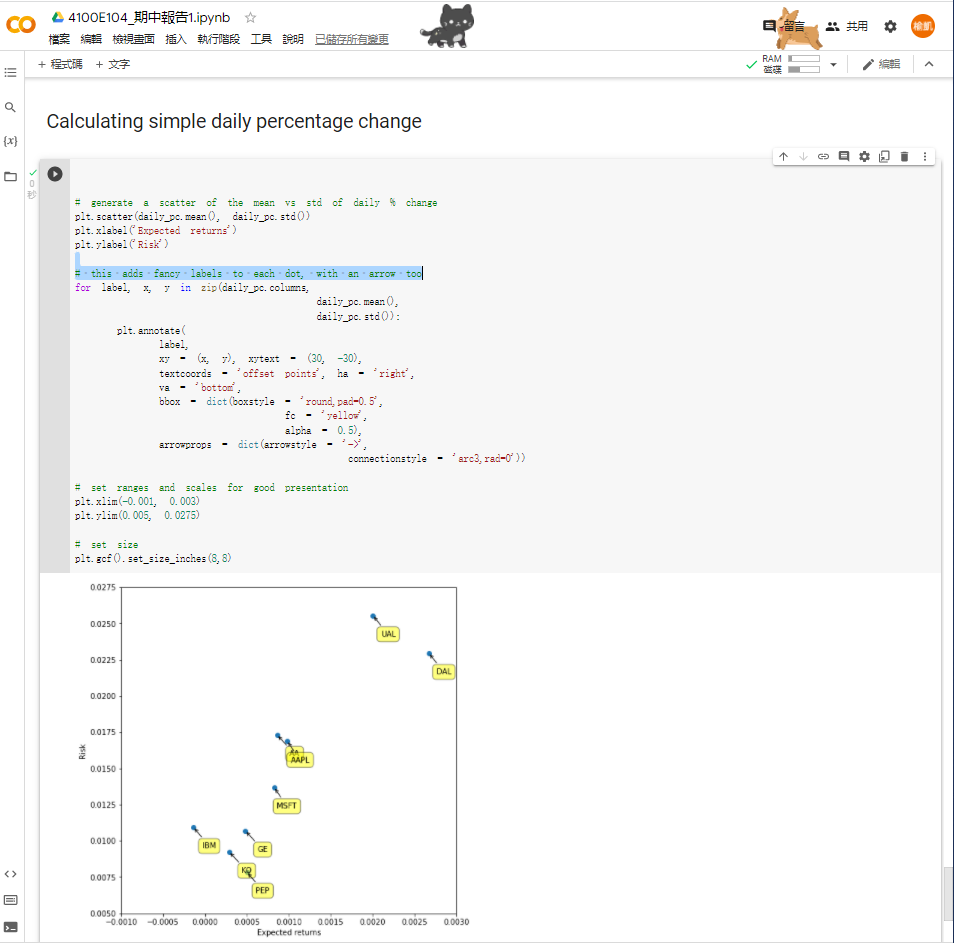 4100E104_期中報告1.ipynb
留言
共用
榆凱
檔案 編輯 檢視畫面 插入 執行階段 工具 說明 已儲存所有變更
+ 程式碼 + 文字
RAM
磁碟
編輯
{x}
Calculating simple daily percentage change
0
秒
# generate a scatter of the mean vs std of daily % change
plt.scatter(daily_pc.mean(), daily_pc.std())
plt.xlabel('Expected returns')
plt.ylabel('Risk')
# this adds fancy labels to each dot, with an arrow too
for label, x, y in zip(daily_pc.columns,
daily_pc.mean(),
daily_pc.std()):
plt.annotate(
label,
xy = (x, y), xytext = (30, -30),
textcoords = 'offset points', ha = 'right',
va = 'bottom',
bbox = dict(boxstyle = 'round,pad=0.5',
fc = 'yellow',
alpha = 0.5),
arrowprops = dict(arrowstyle = '->',
connectionstyle = 'arc3,rad=0'))
# set ranges and scales for good presentation
plt.xlim(-0.001, 0.003)
plt.ylim(0.005, 0.0275)
# set size
plt.gcf().set_size_inches(8,8)
0.0275
0.0250
UAL
0.0225
DAL
0.0200
0.0175
Risk
AAPL
0.0150
0.0125
MSFT
0.0100
IBM
GE
0.0075
KO
PEP
0.0050
−0.0010 −0.0005 0.0000 0.0005 0.0010 0.0015 0.0020 0.0025 0.0030
Expected returns